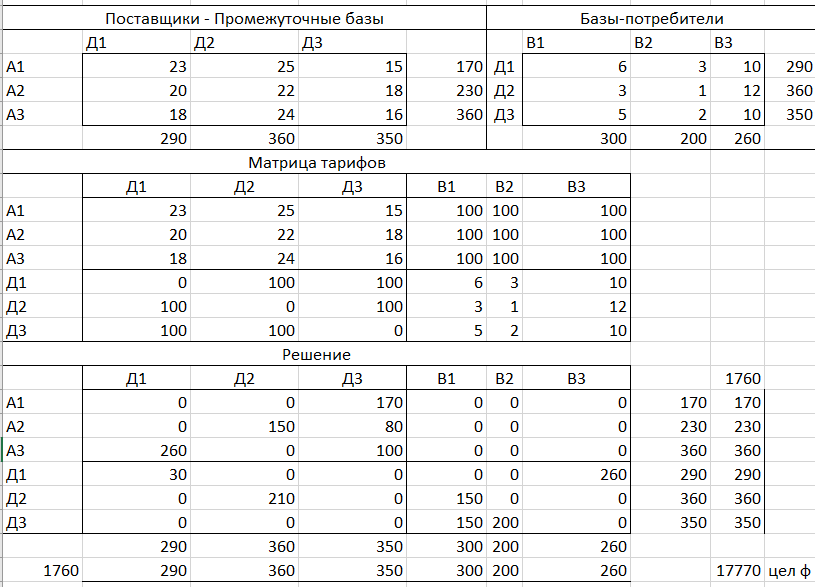 Поставщики - Промежуточные базы Базы-потребители
Д1 Д2 Д3 В1 В2 В3
А1 23 25 15 170 Д1 6 3 10 290
А2 20 22 18 230 Д2 3 1 12 360
А3 18 24 16 360 Д3 5 2 10 350
290 360 350 300 200 260
Матрица тарифов
Д1 Д2 Д3 В1 В2 В3
А1 23 25 15 100 100 100
А2 20 22 18 100 100 100
А3 18 24 16 100 100 100
Д1 0 100 100 6 3 10
Д2 100 0 100 3 1 12
Д3 100 100 0 5 2 10
Решение
Д1 Д2 Д3 В1 В2 В3 1760
А1 0 0 170 0 0 0 170 170
А2 0 150 80 0 0 0 230 230
А3 260 0 100 0 0 0 360 360
Д1 30 0 0 0 0 260 290 290
Д2 0 210 0 150 0 0 360 360
Д3 0 0 0 150 200 0 350 350
290 360 350 300 200 260
1760 290 360 350 300 200 260 17770 цел ф